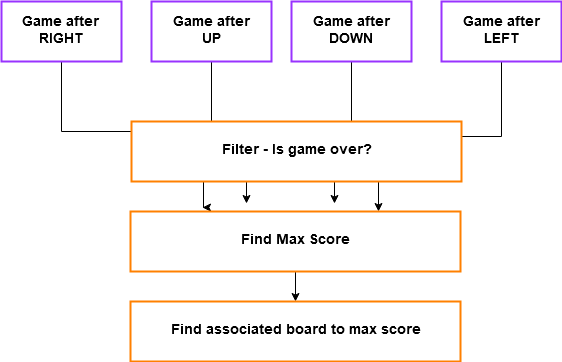 Game after
RIGHT
Game after
UP
Game after
DOWN
Game after
LEFT
Filter - Is game over?
Find Max Score
Find associated board to max score